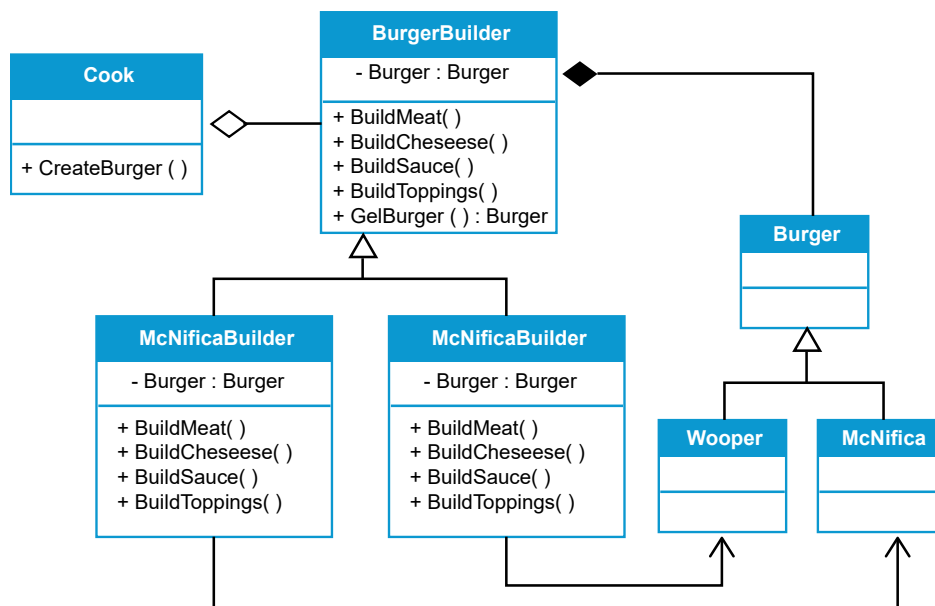 BurgerBuilder
- Burger : Burger
+ BuildMeat( )
+ BuildCheseese( )
+ BuildSauce( )
+ BuildToppings( )
+ GelBurger ( ) : Burger
Cook
+ CreateBurger ( )
Burger
McNificaBuilder
- Burger : Burger
+ BuildMeat( )
+ BuildCheseese( )
+ BuildSauce( )
+ BuildToppings( )
McNificaBuilder
- Burger : Burger
+ BuildMeat( )
+ BuildCheseese( )
+ BuildSauce( )
+ BuildToppings( )
Wooper
McNifica